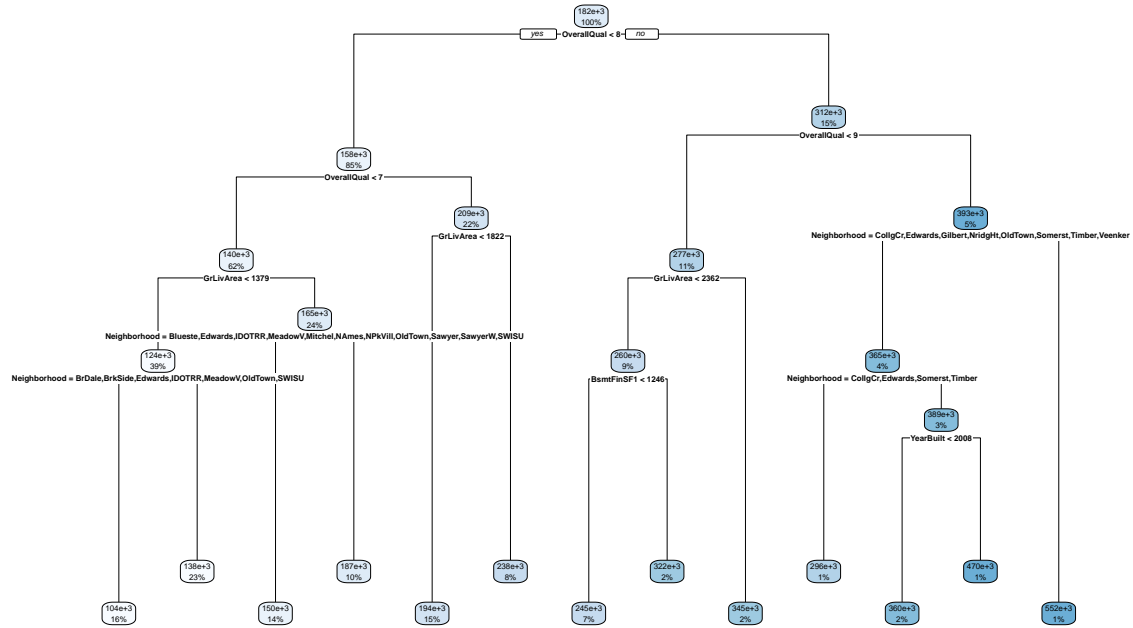 182e+3
100%
yes OverallQual < 8 no
312e+3
15%
OverallQual < 9
158e+3
85%
OverallQual < 7
209e+3
22%
GrLivArea < 1822
393e+3
5%
Neighborhood = CollgCr,Edwards,Gilbert,NridgHt,OldTown,Somerst,Timber,Veenker
140e+3
62%
GrLivArea < 1379
277e+3
11%
GrLivArea < 2362
165e+3
24%
Neighborhood = Blueste,Edwards,IDOTRR,MeadowV,Mitchel,NAmes,NPkVill,OldTown,Sawyer,SawyerW,SWISU
124e+3
39%
Neighborhood = BrDale,BrkSide,Edwards,IDOTRR,MeadowV,OldTown,SWISU
260e+3
9%
BsmtFinSF1 < 1246
365e+3
4%
Neighborhood = CollgCr,Edwards,Somerst,Timber
389e+3
3%
YearBuilt < 2008
138e+3
23%
187e+3
10%
238e+3
8%
322e+3
2%
296e+3
1%
470e+3
1%
104e+3
16%
150e+3
14%
194e+3
15%
245e+3
7%
345e+3
2%
360e+3
2%
552e+3
1%